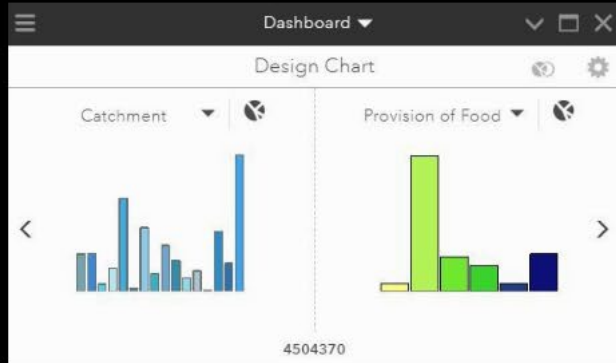 Dashboard
Design Chart
Catchment
Provision of Food
4504370